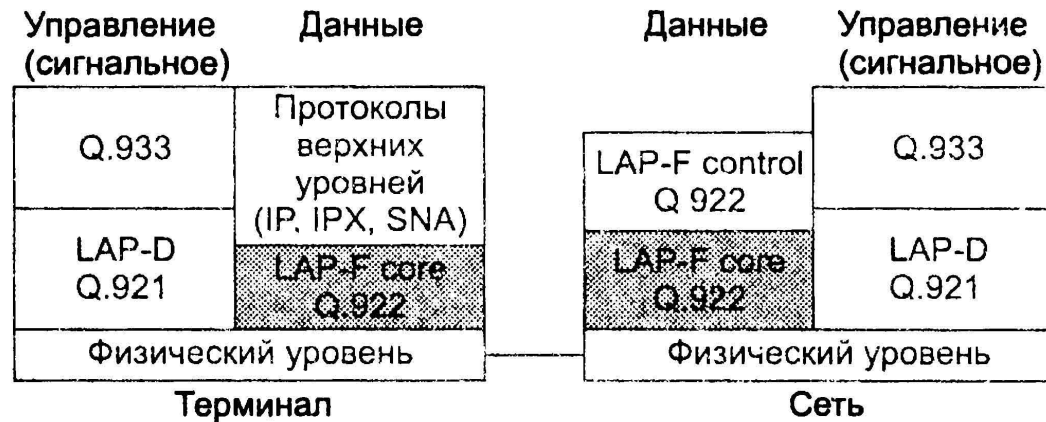 Управление
(сигнальное)
Данные
Данные
Управление
(сигнальное)
Q.933
Протоколы
верхних
уровней
(IP, IPX, SNA)
LAP-F control
Q 922
Q.933
LAP-D
Q.921
LAP-F core
Q.922
LAP-F core
Q.922
LAP-D
Q.921
Физический уровень
Физический уровень
Терминал
Сеть